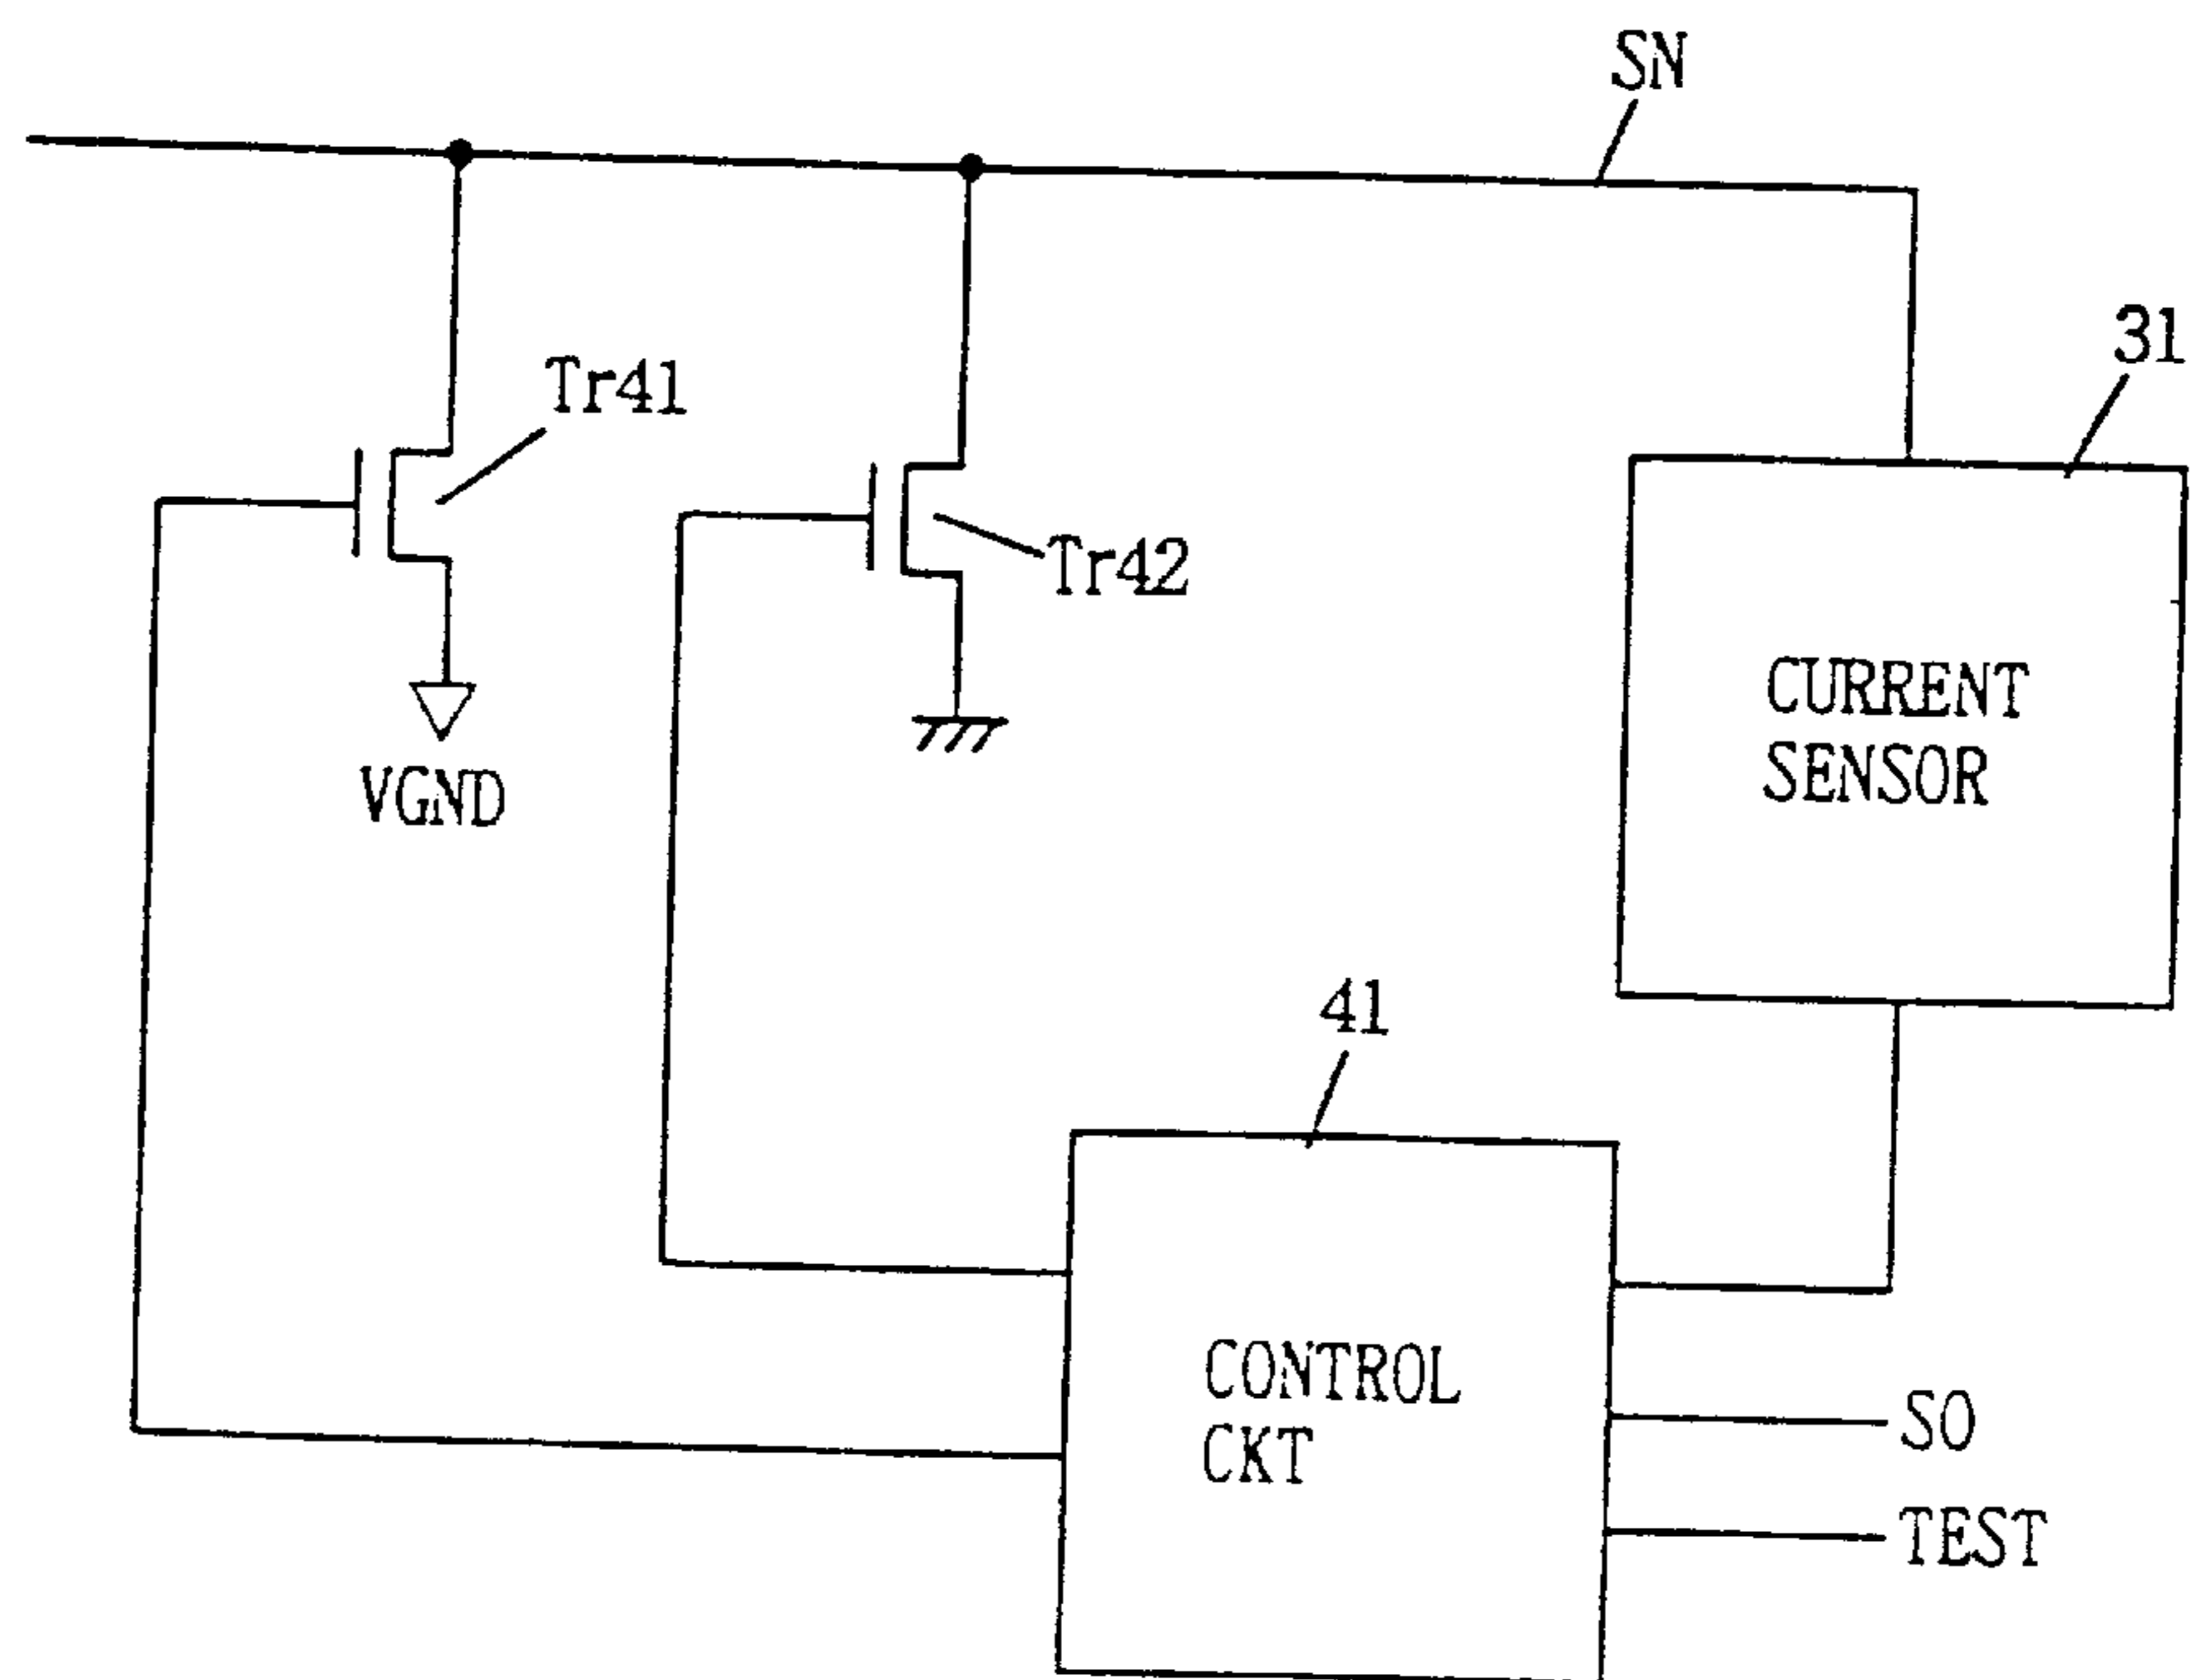 SN
31
Tr41
Tr42
CURRENT
SENSOR
VGND
41
CONTROL
CKT
SO
TEST